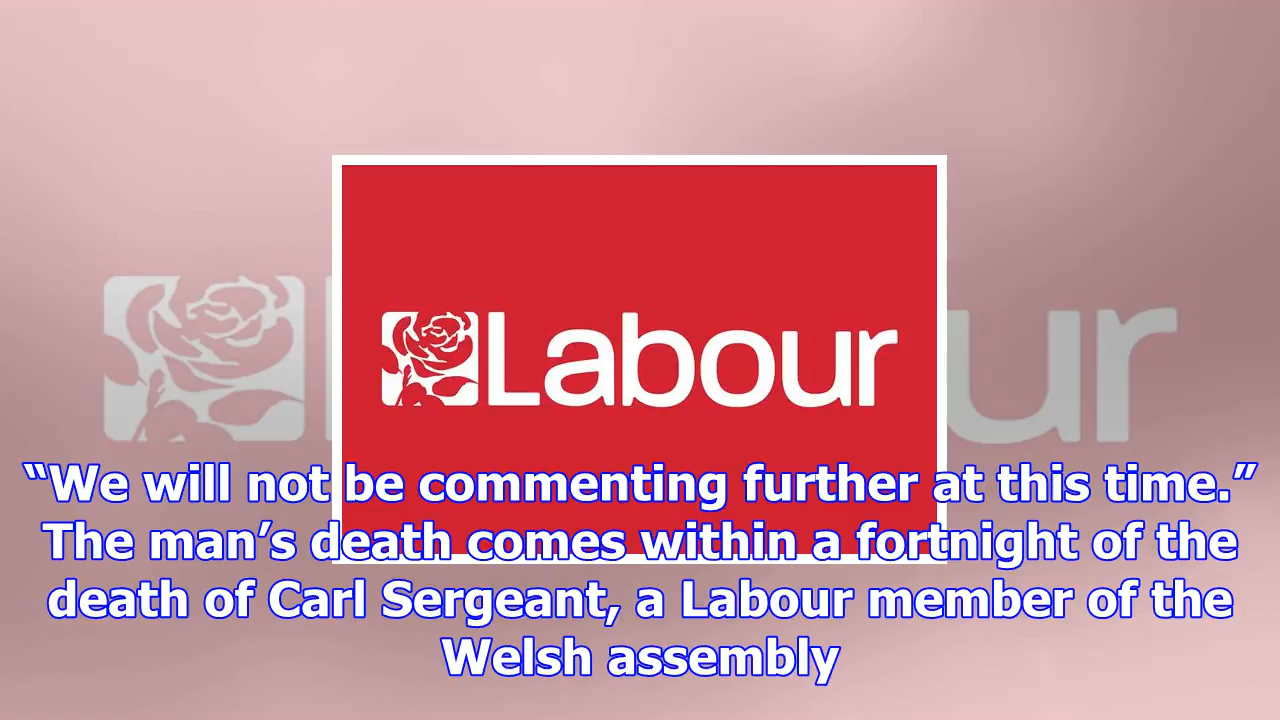 Labour
“We will not be commenting further at this time.”
The man’s death comes within a fortnight of the
death of Carl Sergeant, a Labour member of the
Welsh assembly